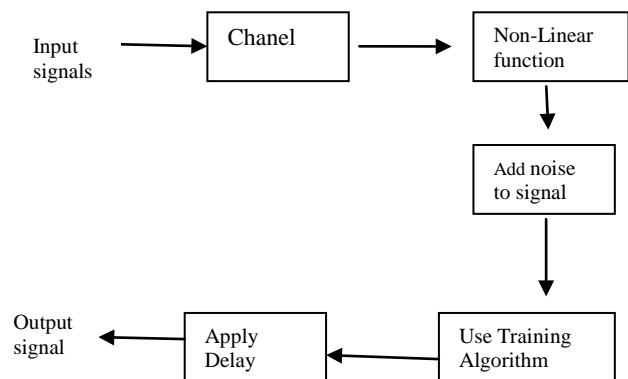 Input
signals
Chanel
Non-Linear
function
Add noise
to signal
Use Training
Algorithm
Apply
Delay
Output
signal